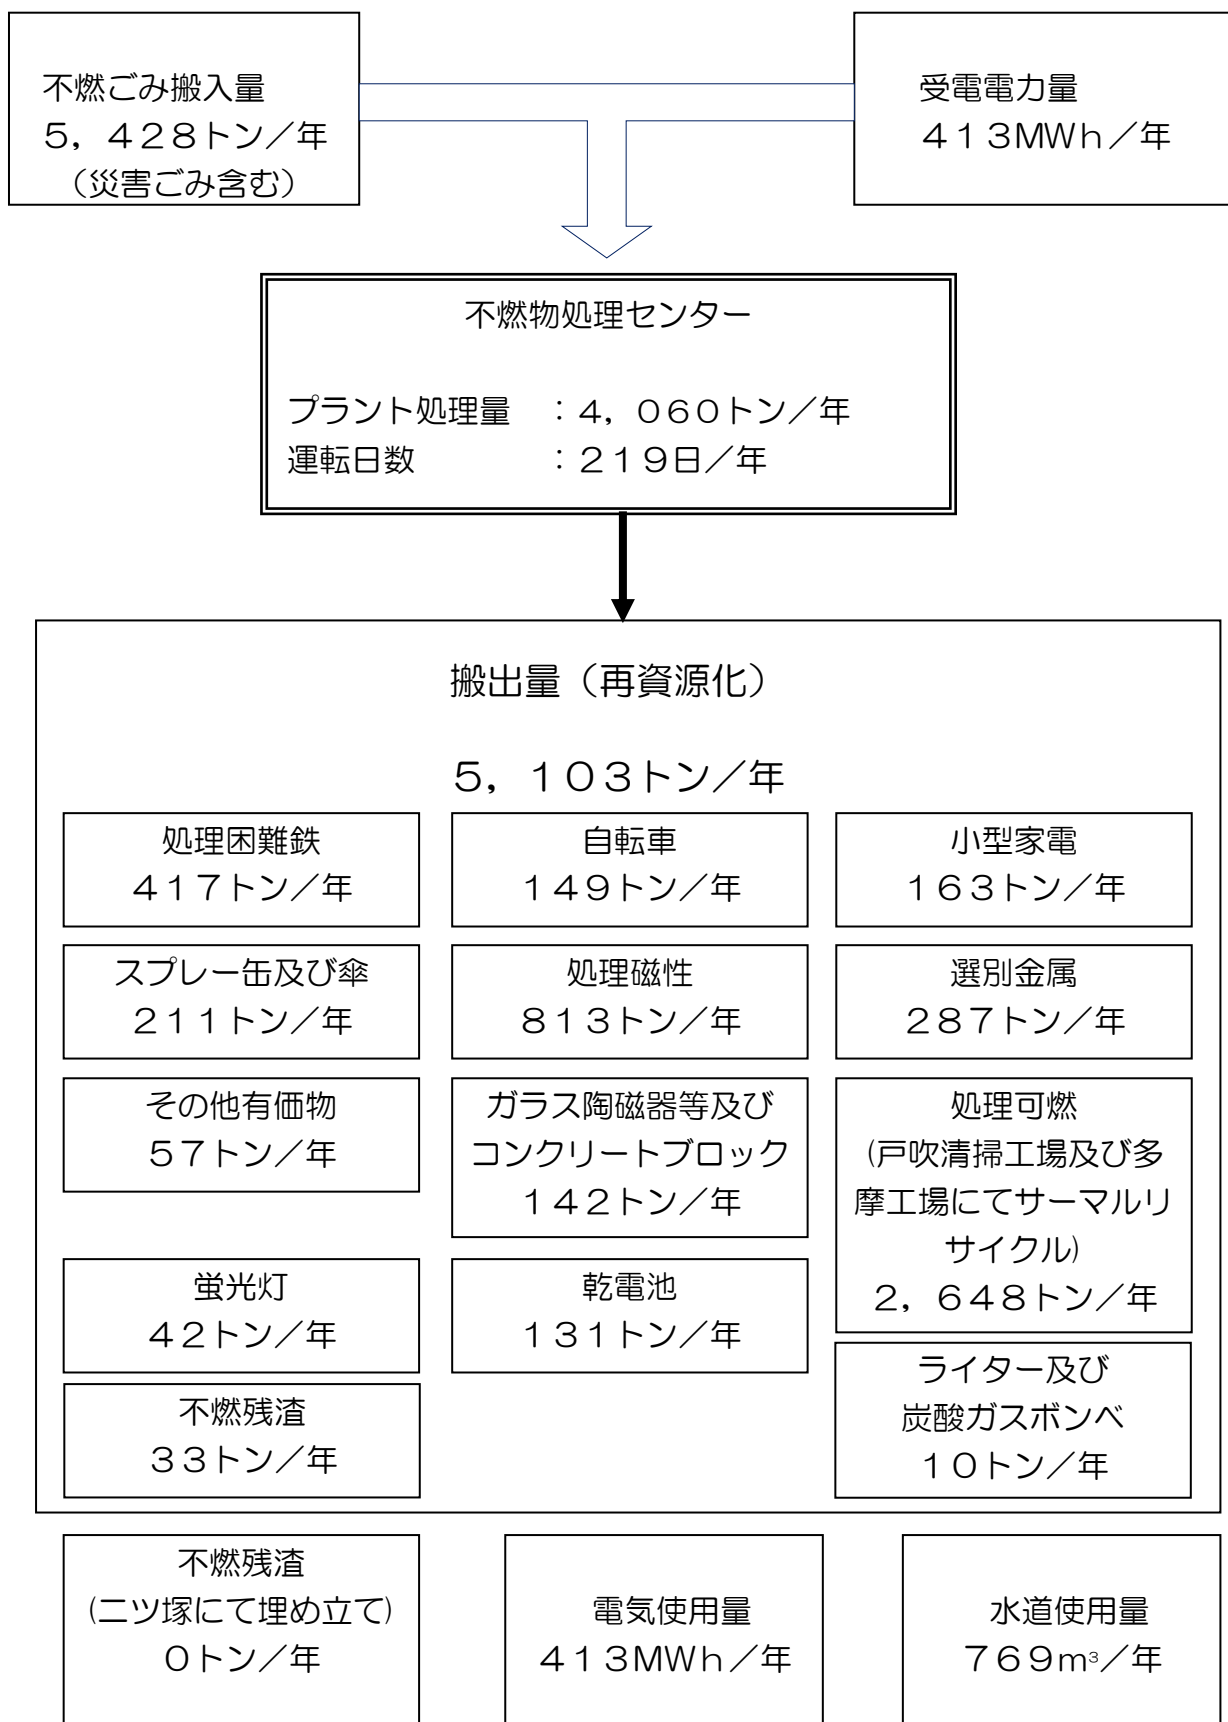 不燃ごみ搬入量
５，４２８トン／年
（災害ごみ含む）
受電電力量
４１３MWｈ／年
不燃物処理センター
プラント処理量　：４，０６０トン／年
運転日数　　　　：２１９日／年
搬出量（再資源化）
５，１０３トン／年
処理困難鉄
４１７トン／年
自転車
１４９トン／年
小型家電
１６３トン／年
スプレー缶及び傘
２１１トン／年
処理磁性
８１３トン／年
選別金属
２８７トン／年
その他有価物
５７トン／年
ガラス陶磁器等及び
コンクリートブロック
１４２トン／年
処理可燃
(戸吹清掃工場及び多
摩工場にてサーマルリ
サイクル)
２，６４８トン／年
蛍光灯
４２トン／年
乾電池
１３１トン／年
ライター及び
炭酸ガスボンベ
１０トン／年
不燃残渣
３３トン／年
不燃残渣
(二ツ塚にて埋め立て)
０トン／年
電気使用量
４１３MWｈ／年
水道使用量
７６９ｍ³／年